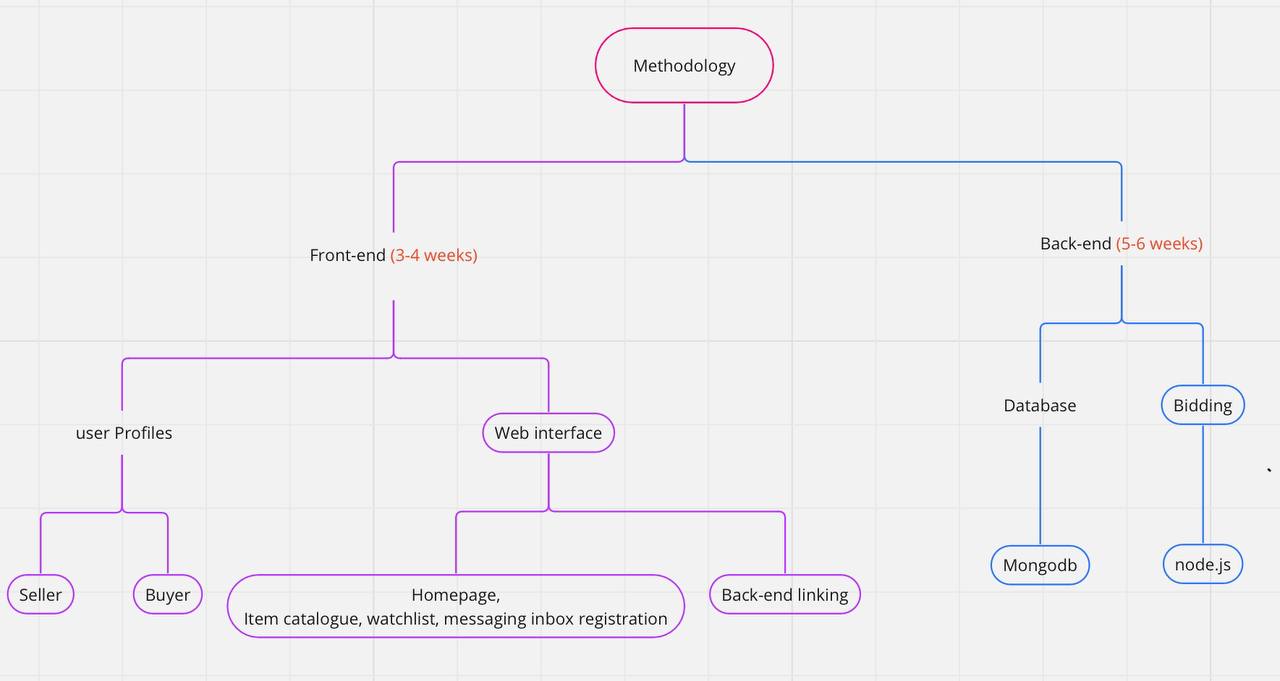 Methodology
Front-end (3-4 weeks)
Back-end (5-6 weeks)
user Profiles
Web interface
Database
Bidding
Seller
Buyer
Homepage,
Item catalogue, watchlist, messaging inbox registration
Back-end linking
Mongodb
node.js